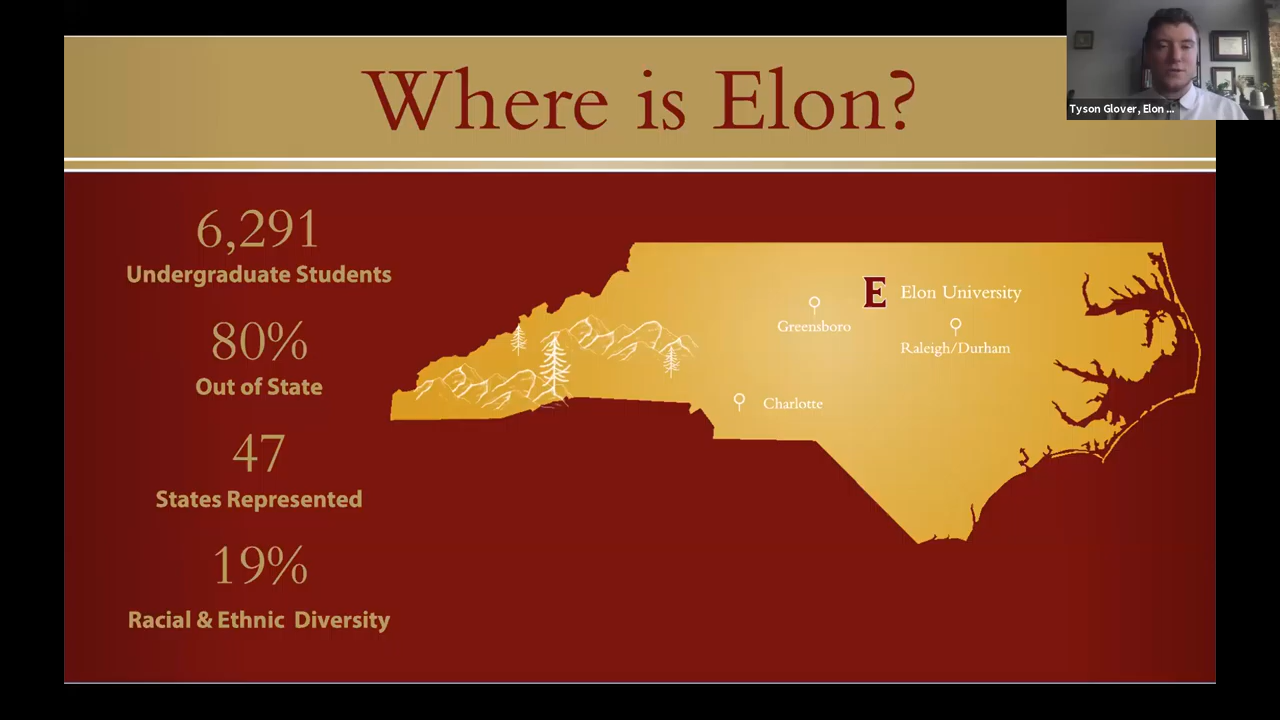 Where is Elon?
Tyson Glover, Elon ...
6,291
Undergraduate Students
80%
Out of State
47
States Represented
19%
Racial & Ethnic Diversity
E Elon University
Greensboro
Raleigh/Durham
Charlotte